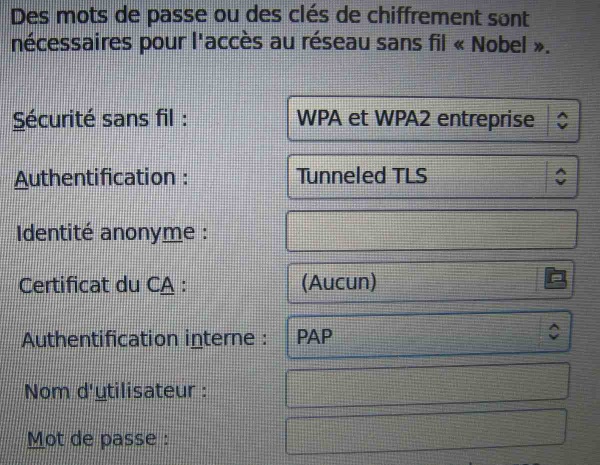 Des mots de passe ou des clés de chiffrement sont
nécessaires pour l'accès au réseau sans fil « Nobel ».
Sécurité sans fil : WPA et WPA2 entreprise
Authentification : Tunneled TLS
Identité anonyme :
Certificat du CA : (Aucun)
Authentification interne : PAP
Nom d'utilisateur :
Mot de passe :